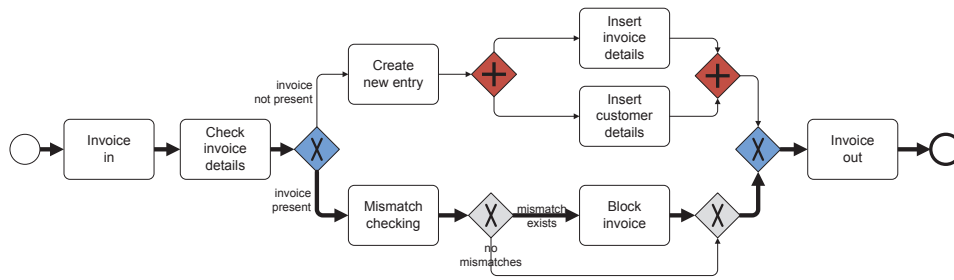 Insert
invoice
details
Create
new entry
invoice
not present
Insert
customer
details
Invoice
in
Check
invoice
details
X
X
Invoice
out
invoice
present
Mismatch
checking
X
mismatch
exists
Block
invoice
X
no
mismatches